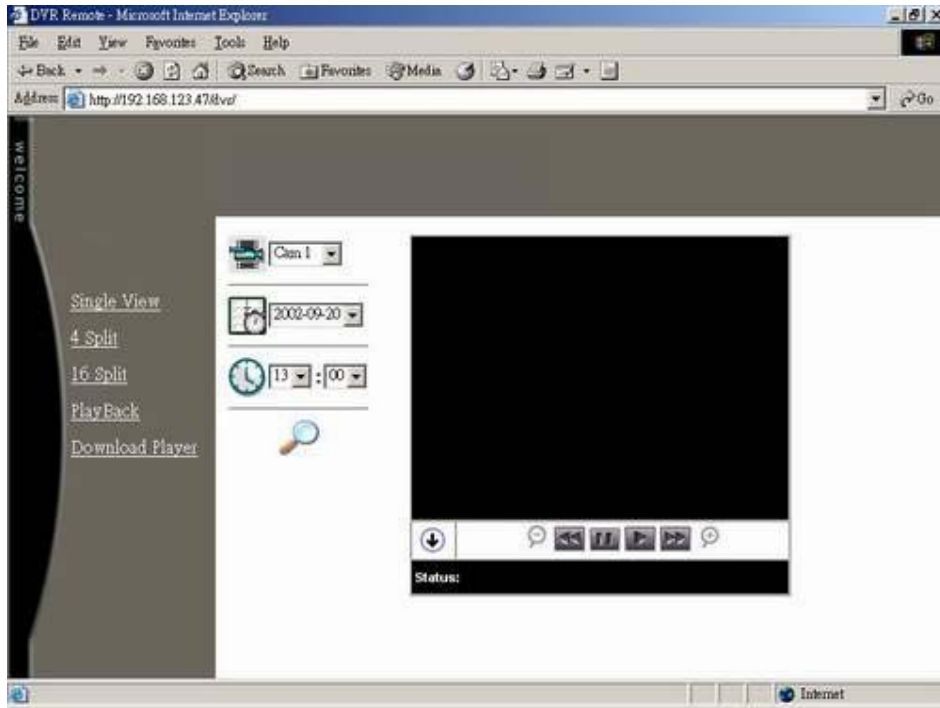 DVR Remote - Microsoft Internet Explorer
File Edit View Favorites Tools Help
Back Search Favorites Media
Address http://192.168.123.47/dvr/ Go
welcome
Cam 1
Single View
2002-09-20
4 Split
16 Split
13 : 00
PlayBack
Download Player
Status:
Internet